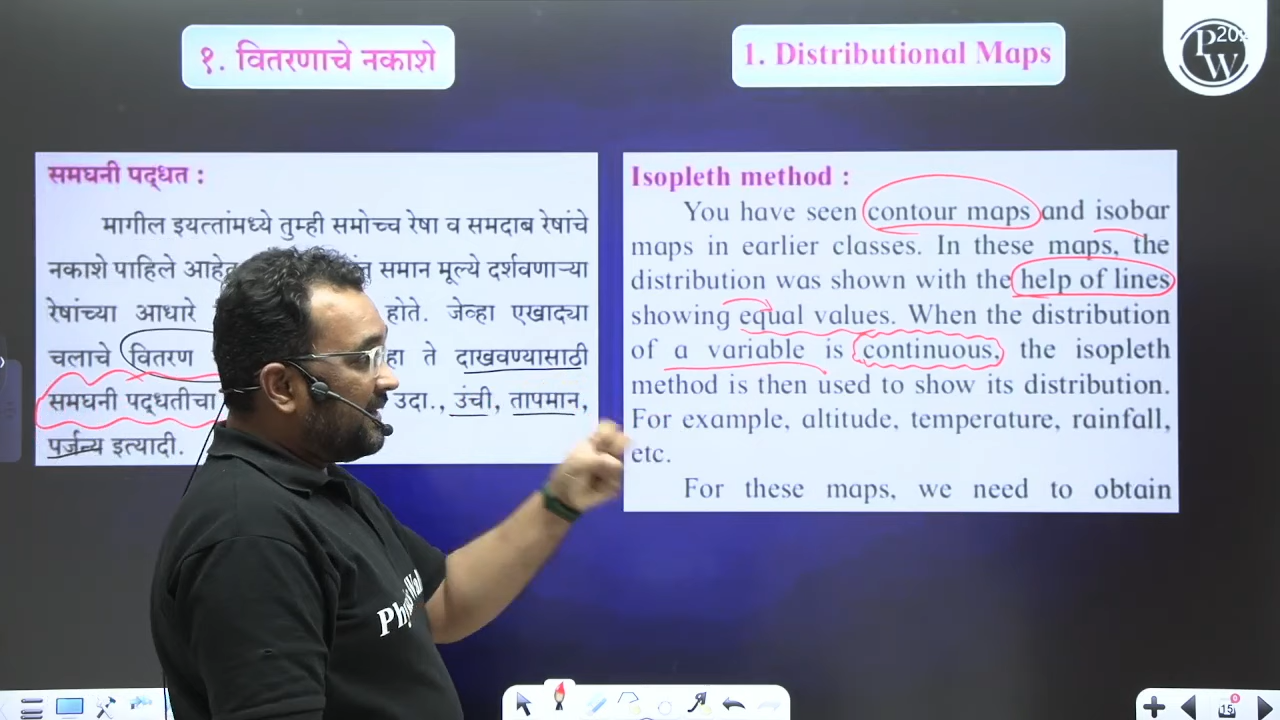 १. वितरणाचे नकाशे
1. Distributional Maps
PW
समघनी पद्धत :
मागील इयत्तांमध्ये तुम्ही समोच्च रेषा व समदाब रेषांचे
नकाशे पाहिले समान मूल्ये दर्शवणाऱ्या
रेषांच्या आधारे होते. जेव्हा एखाद्या
चलाचे वितरण ते दाखवण्यासाठी
समघनी पद्धतीचा उदा., उंची, तापमान,
पर्जन्य इत्यादी.
Isopleth method :
You have seen contour maps and isobar
maps in earlier classes. In these maps, the
distribution was shown with the help of lines
showing equal values. When the distribution
of a variable is continuous, the isopleth
method is then used to show its distribution.
For example, altitude, temperature, rainfall,
etc.
For these maps, we need to obtain
15